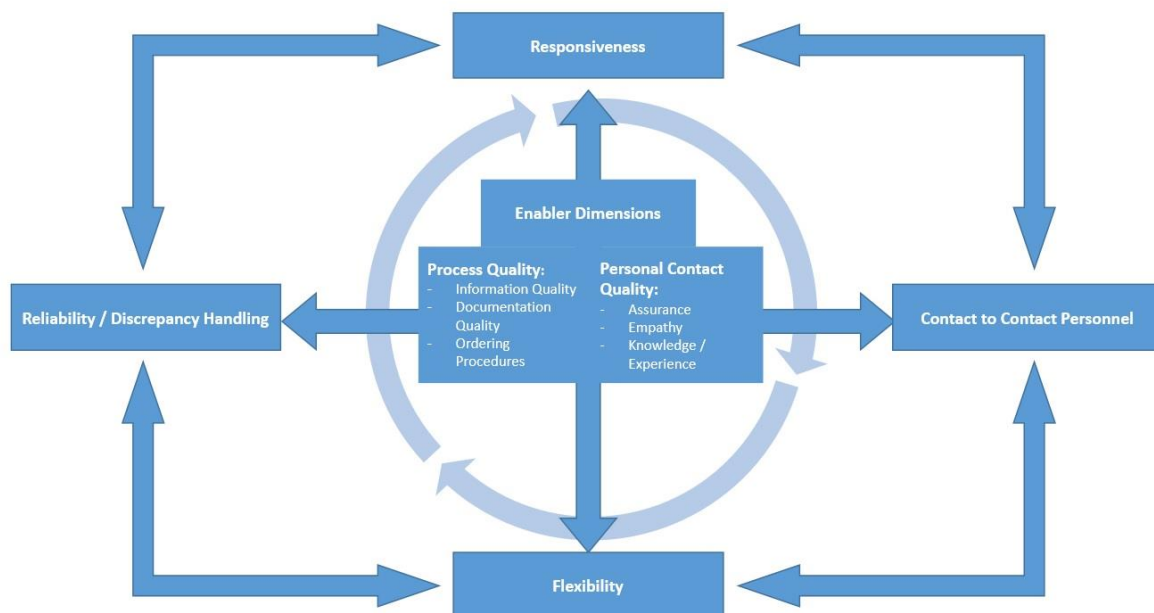 Responsiveness
Enabler Dimensions
Process Quality:
- Information Quality
- Documentation
Quality
- Ordering
Procedures
Personal Contact
Quality:
- Assurance
- Empathy
- Knowledge /
Experience
Reliability / Discrepancy Handling
Contact to Contact Personnel
Flexibility